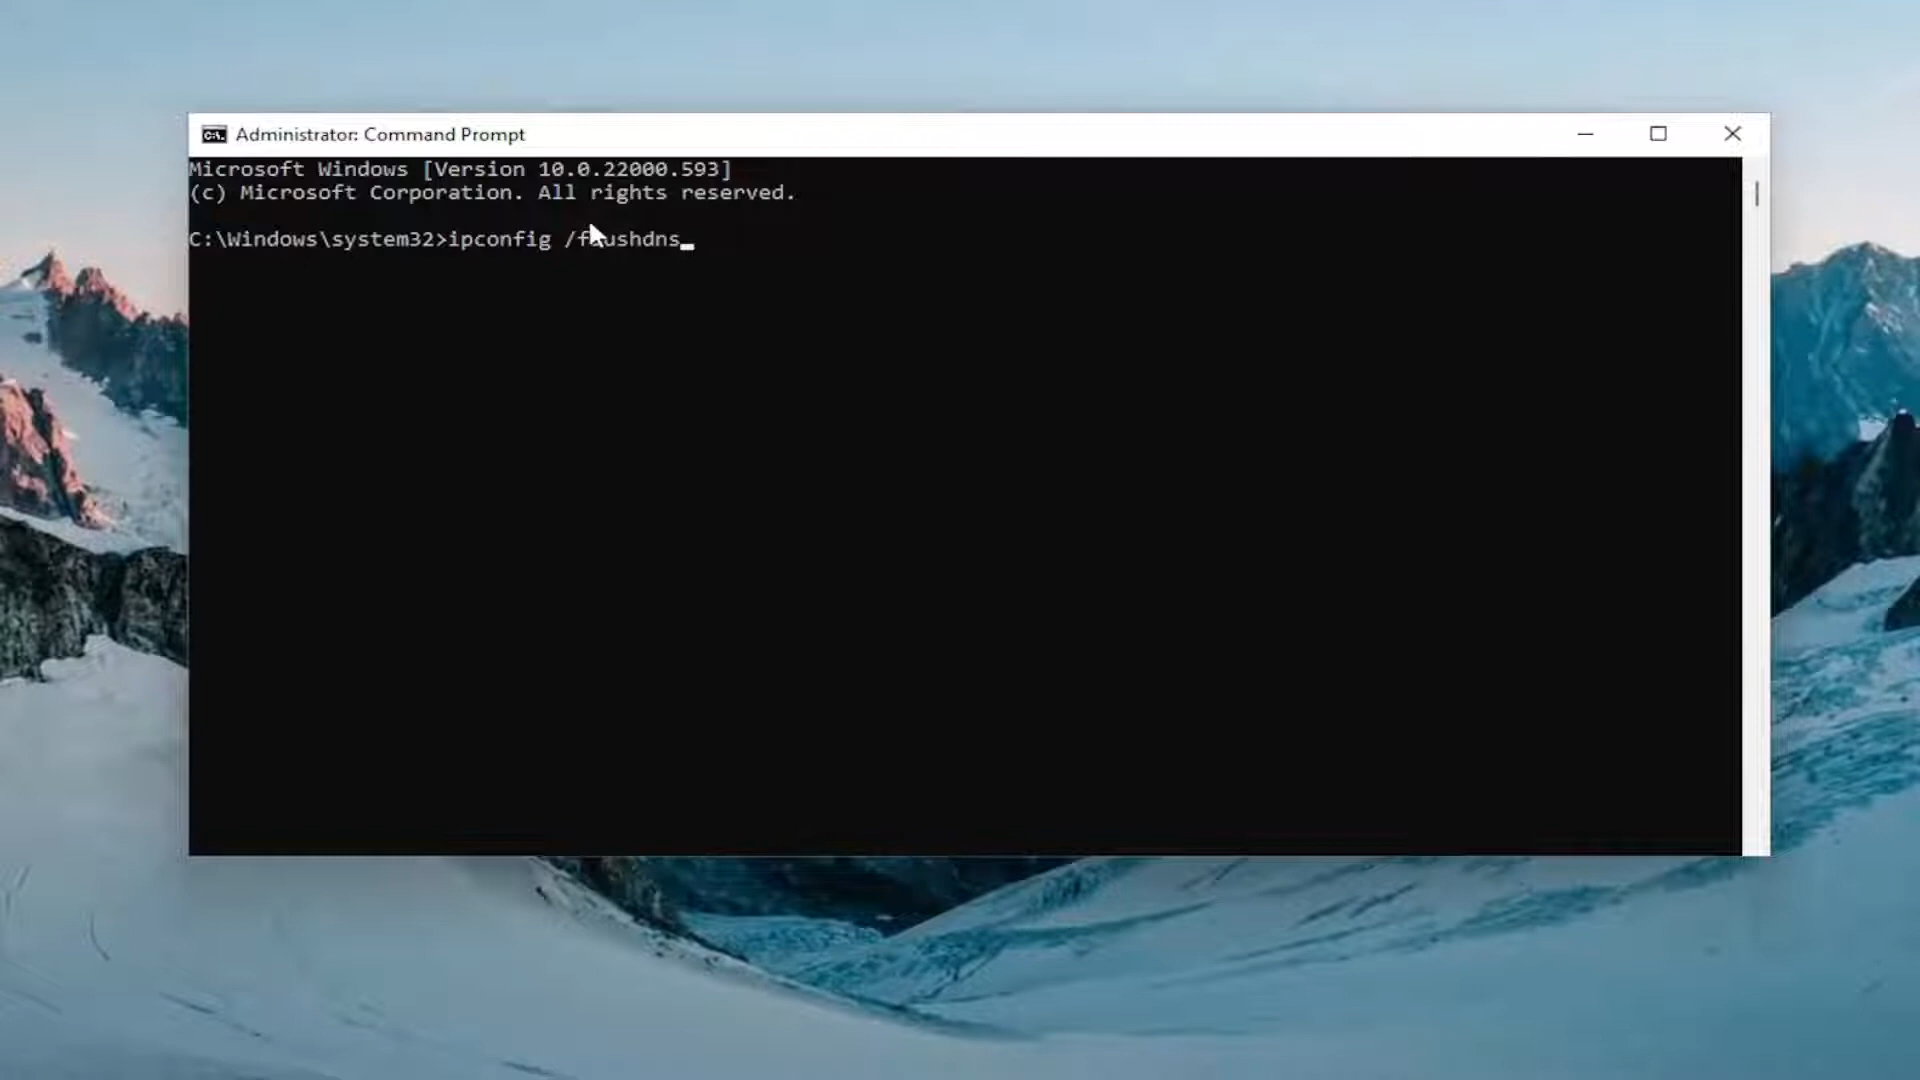 Administrator: Command Prompt
Microsoft Windows [Version 10.0.22000.593]
(c) Microsoft Corporation. All rights reserved.
C:\Windows\system32>ipconfig /flushdns